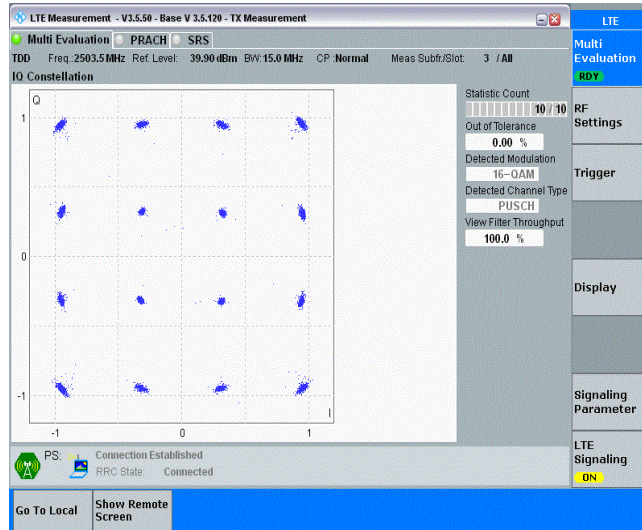 LTE Measurement - V3.5.50 - Base V 3.5.120 - TX Measurement
LTE
Multi Evaluation PRACH SRS
TDD Freq.:2503.5 MHz Ref. Level: 39.90 dBm BW:15.0 MHz CP :Normal Meas Subfr./Slot: 3 / All
IQ Constellation
Multi
Evaluation
RDY
Q
1
0
-1
-1 0 1
I
Statistic Count
10 / 10
Out of Tolerance
0.00 %
Detected Modulation
16-QAM
Detected Channel Type
PUSCH
View Filter Throughput
100.0 %
RF
Settings
Trigger
Display
Signaling
Parameter
LTE
Signaling
ON
PS:
Connection Established
RRC State: Connected
Go To Local
Show Remote
Screen